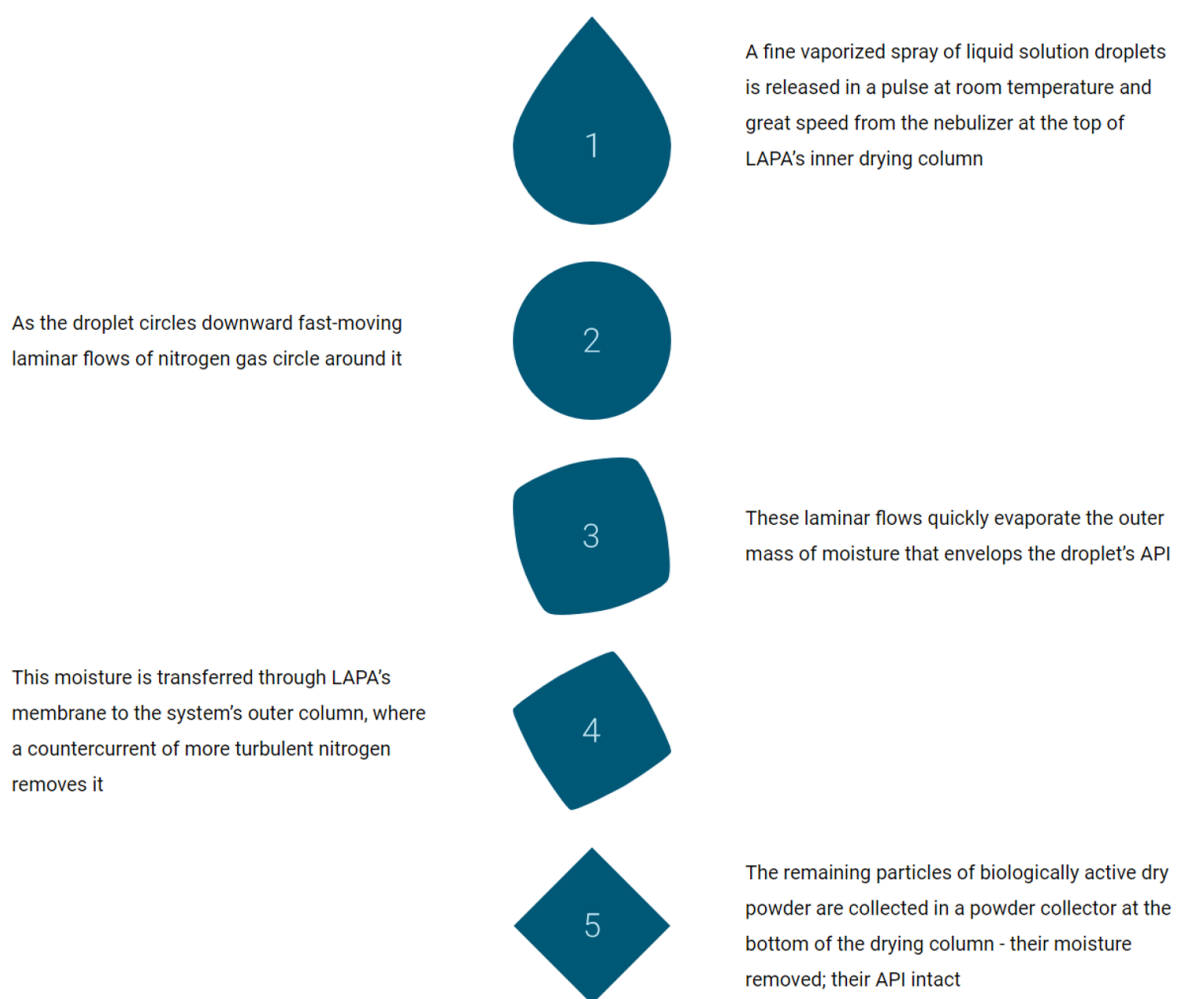 1
A fine vaporized spray of liquid solution droplets
is released in a pulse at room temperature and
great speed from the nebulizer at the top of
LAPA’s inner drying column
As the droplet circles downward fast-moving
laminar flows of nitrogen gas circle around it
2
3
These laminar flows quickly evaporate the outer
mass of moisture that envelops the droplet’s API
This moisture is transferred through LAPA’s
membrane to the system’s outer column, where
a countercurrent of more turbulent nitrogen
removes it
4
5
The remaining particles of biologically active dry
powder are collected in a powder collector at the
bottom of the drying column - their moisture
removed; their API intact